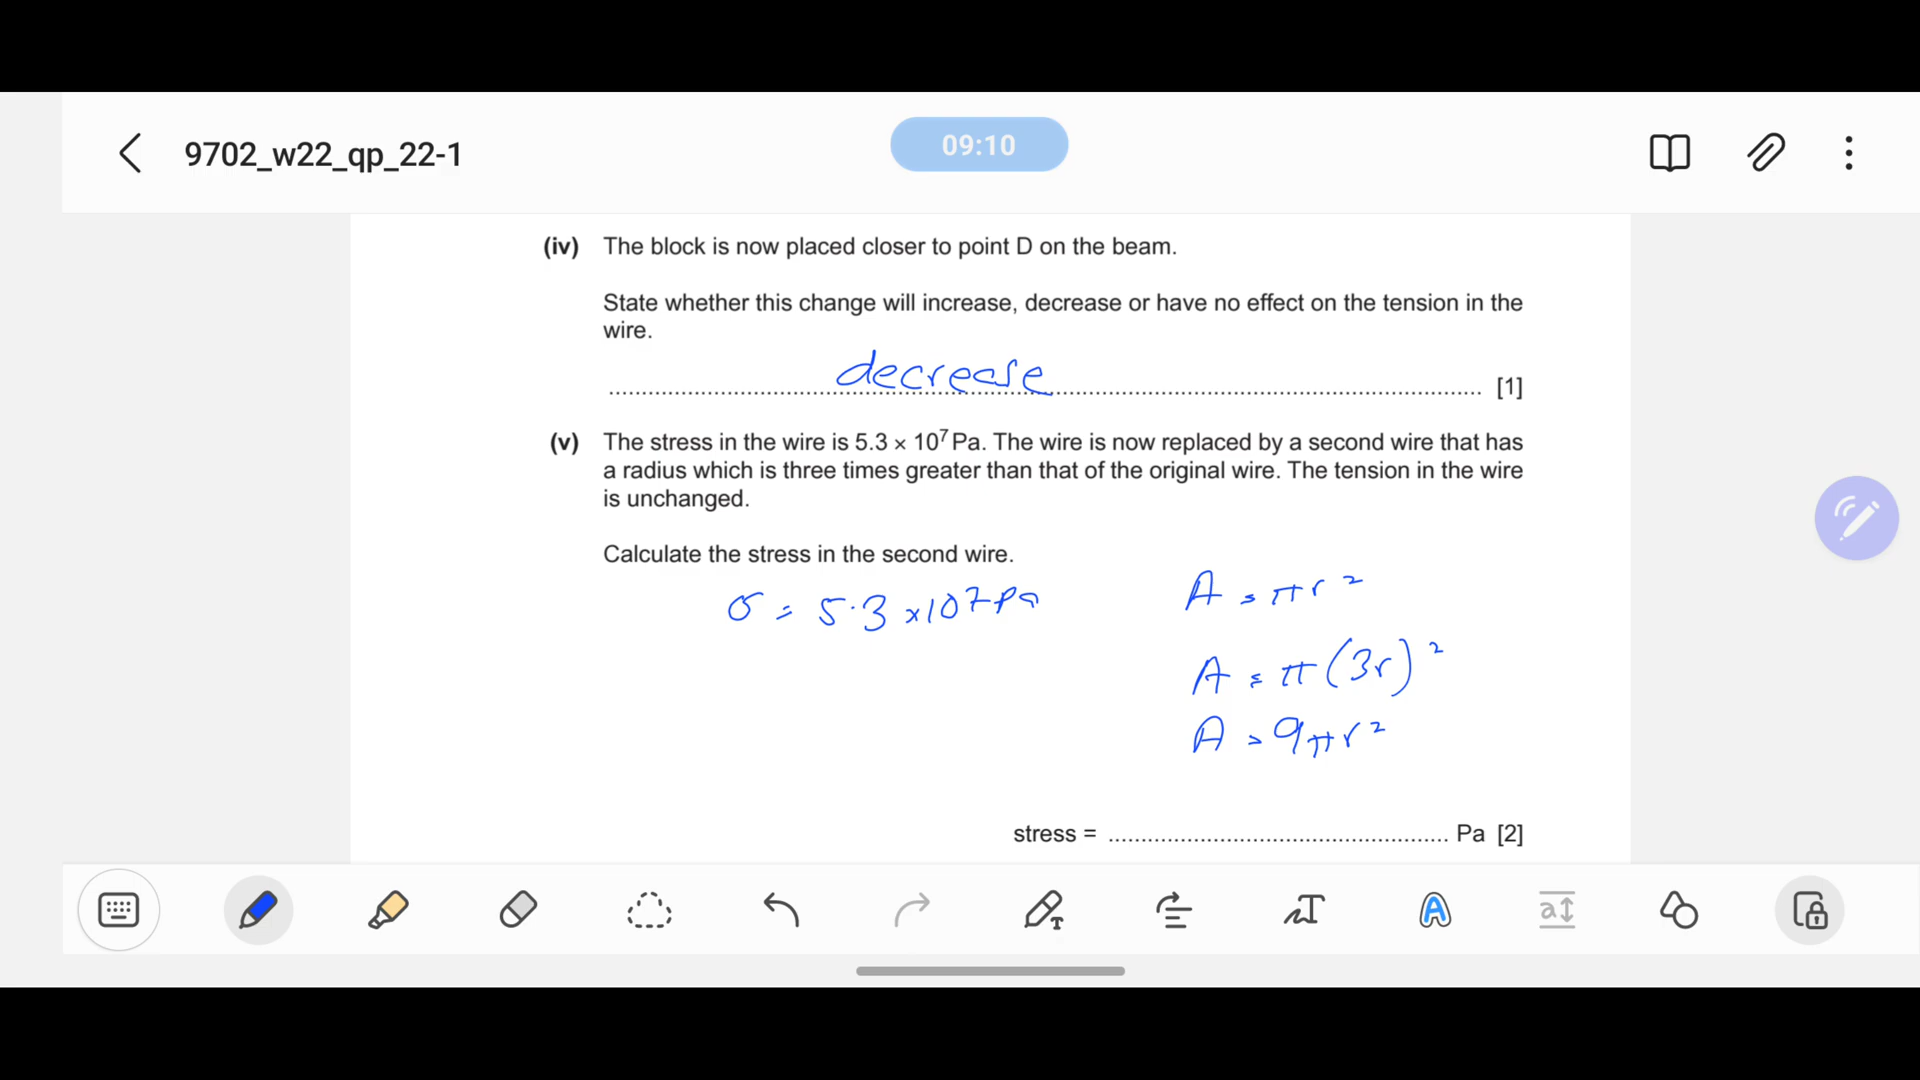 9702_w22_qp_22-1
09:10
(iv) The block is now placed closer to point D on the beam.
State whether this change will increase, decrease or have no effect on the tension in the
wire.
decrease
[1]
(v) The stress in the wire is 5.3 × 10⁷ Pa. The wire is now replaced by a second wire that has
a radius which is three times greater than that of the original wire. The tension in the wire
is unchanged.
Calculate the stress in the second wire.
σ = 5.3 ×10⁷ Pa
A = πr²
A = π(3r)²
A = 9πr²
stress = ................................................... Pa [2]